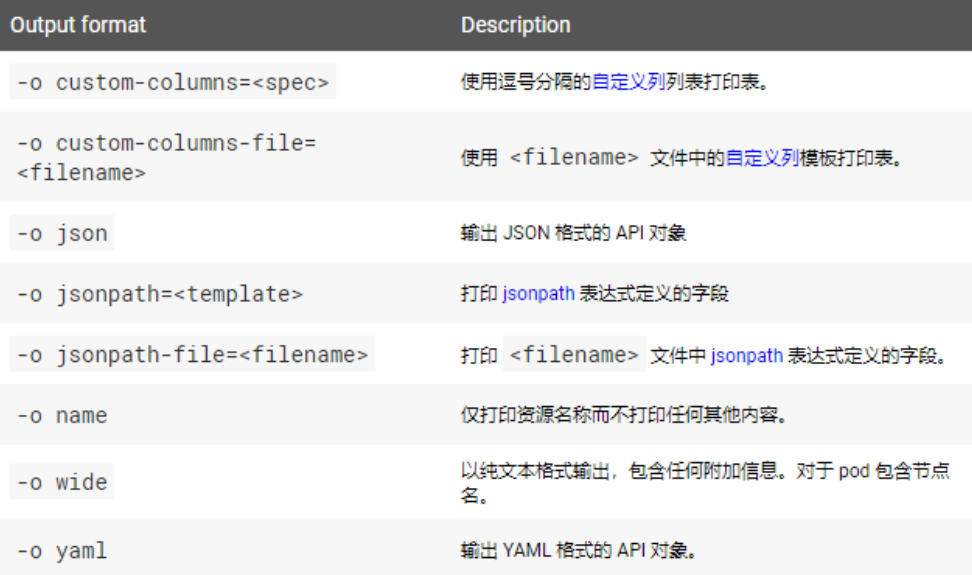 Output format Description
-o custom-columns=<spec> 使用逗号分隔的自定义列列表打印表。
-o custom-columns-file=
<filename>
使用 <filename> 文件中的自定义列模板打印表。
-o json 输出 JSON 格式的 API 对象
-o jsonpath=<template> 打印 jsonpath 表达式定义的字段
-o jsonpath-file=<filename> 打印 <filename> 文件中 jsonpath 表达式定义的字段。
-o name 仅打印资源名称而不打印任何其他内容。
-o wide 以纯文本格式输出，包含任何附加信息。对于 pod 包含节点
名。
-o yaml 输出 YAML 格式的 API 对象。